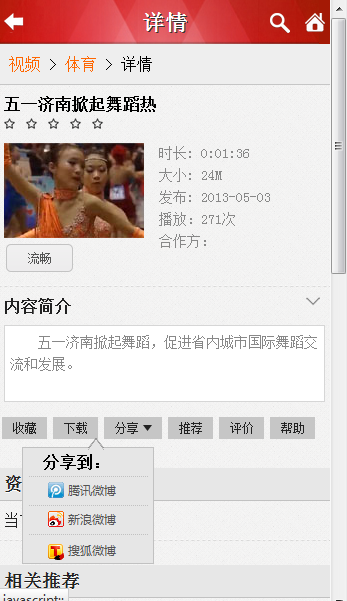 详情
视频 > 体育 > 详情
五一济南掀起舞蹈热
时长: 0:01:36
大小: 24M
发布: 2013-05-03
播放: 271次
合作方:
流畅
内容简介
五一济南掀起舞蹈，促进省内城市国际舞蹈交
流和发展。
收藏 下载 分享 推荐 评价 帮助
分享到：
腾讯微博
新浪微博
搜狐微博
资
当
相关推荐
javascript: